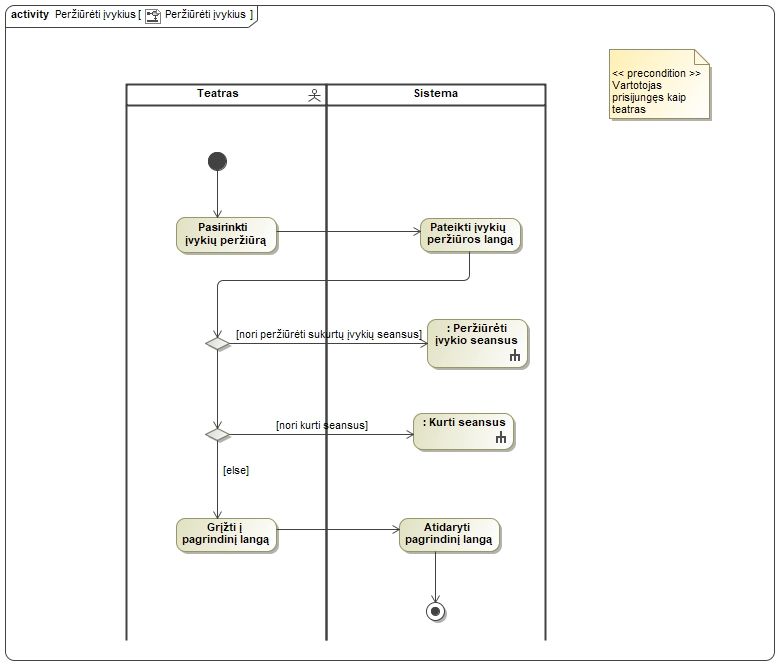 activity Peržiūrėti įvykius [ Peržiūrėti įvykius ]
<< precondition >>
Vartotojas
prisijungęs kaip
teatras
Teatras
Sistema
Pasirinkti
įvykių peržiūrą
Pateikti įvykių
peržiūros langą
[nori peržiūrėti sukurtų įvykių seansus]
: Peržiūrėti
įvykio seansus
[nori kurti seansus]
: Kurti seansus
[else]
Grįžti į
pagrindinį langą
Atidaryti
pagrindinį langą